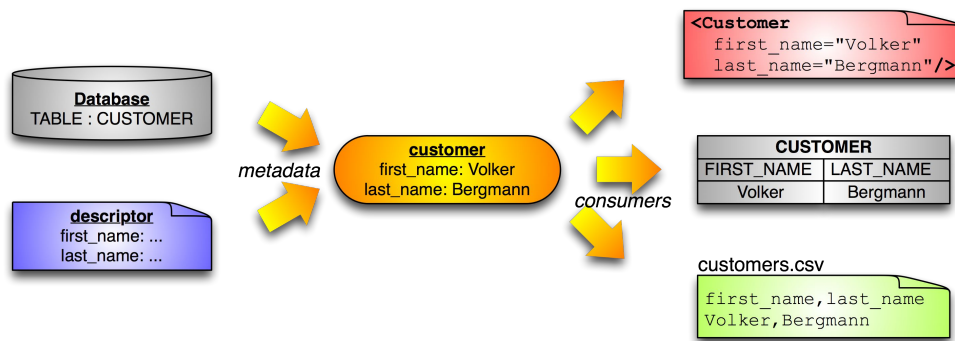 Database
TABLE : CUSTOMER
descriptor
first_name: ...
last_name: ...
metadata
customer
first_name: Volker
last_name: Bergmann
consumers
<Customer
first_name="Volker"
last_name="Bergmann"/>
CUSTOMER
FIRST_NAME LAST_NAME
Volker Bergmann
customers.csv
first_name,last_name
Volker,Bergmann